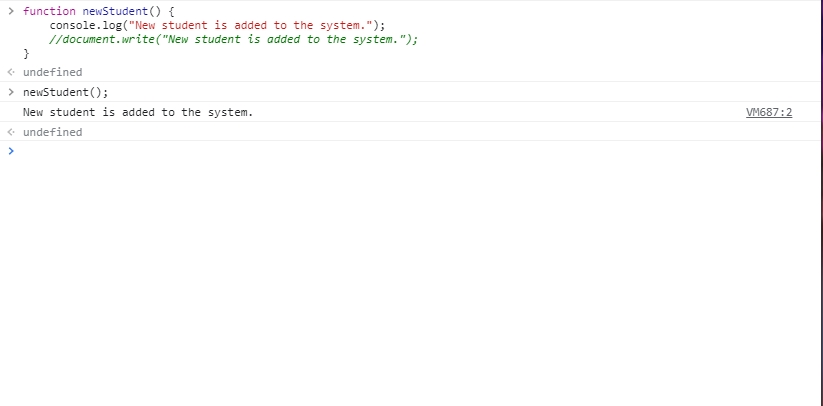 > function newStudent() {
console.log("New student is added to the system.");
//document.write("New student is added to the system.");
}
<· undefined
> newStudent();
New student is added to the system. VM687:2
<· undefined
>